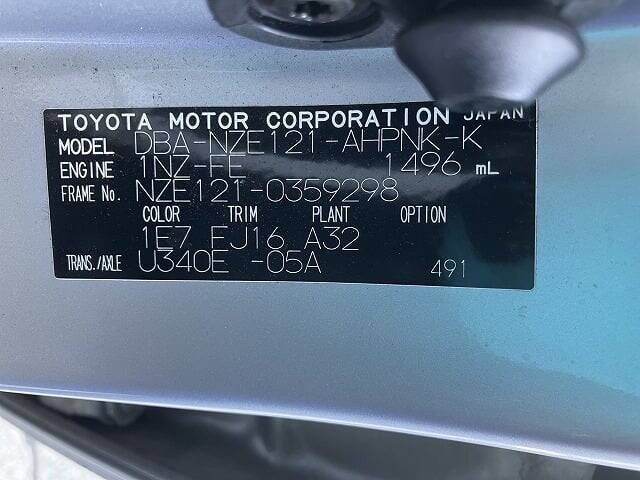 TOYOTA MOTOR CORPORATION JAPAN
MODEL DBA-NZE121-AHPNK-K
ENGINE 1NZ-FE 1496 mL
FRAME No. NZE121-0359298
COLOR TRIM PLANT OPTION
1E7 FJ16 A32
TRANS./AXLE U340E -05A 491